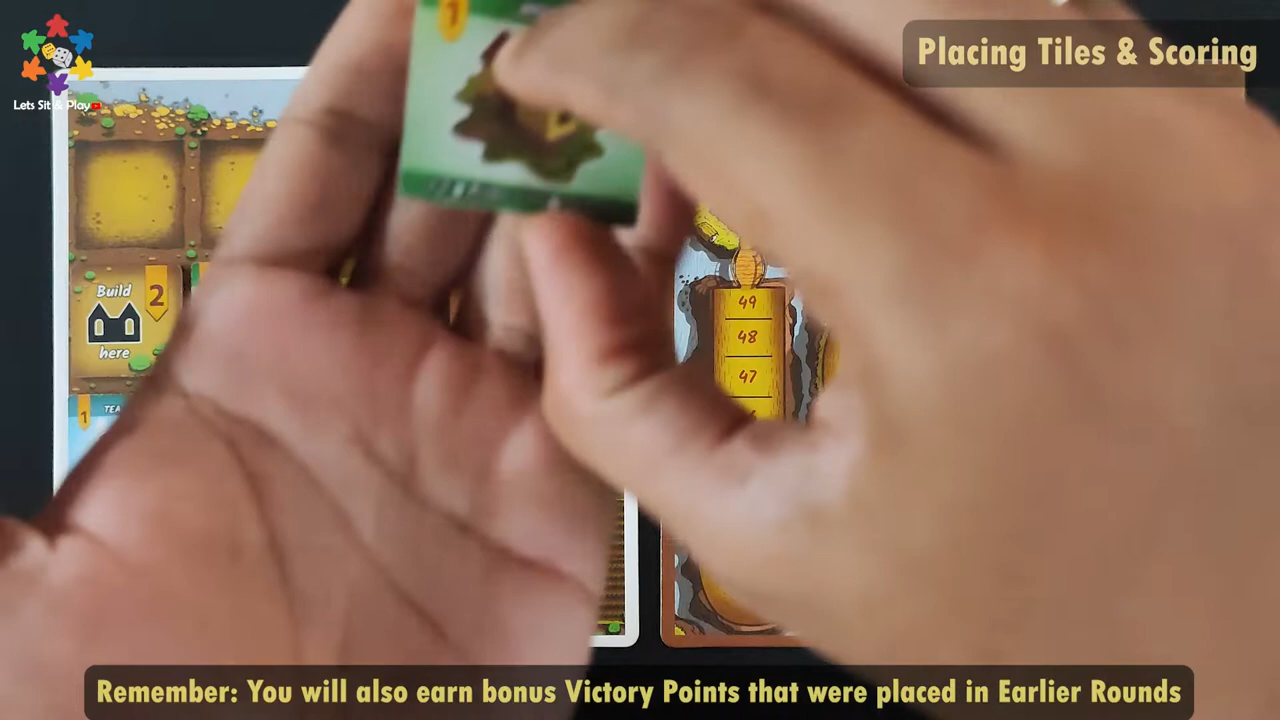 Placing Tiles & Scoring
Lets Sit & Play
1
Build
2
here
1
49
48
47
Remember: You will also earn bonus Victory Points that were placed in Earlier Rounds